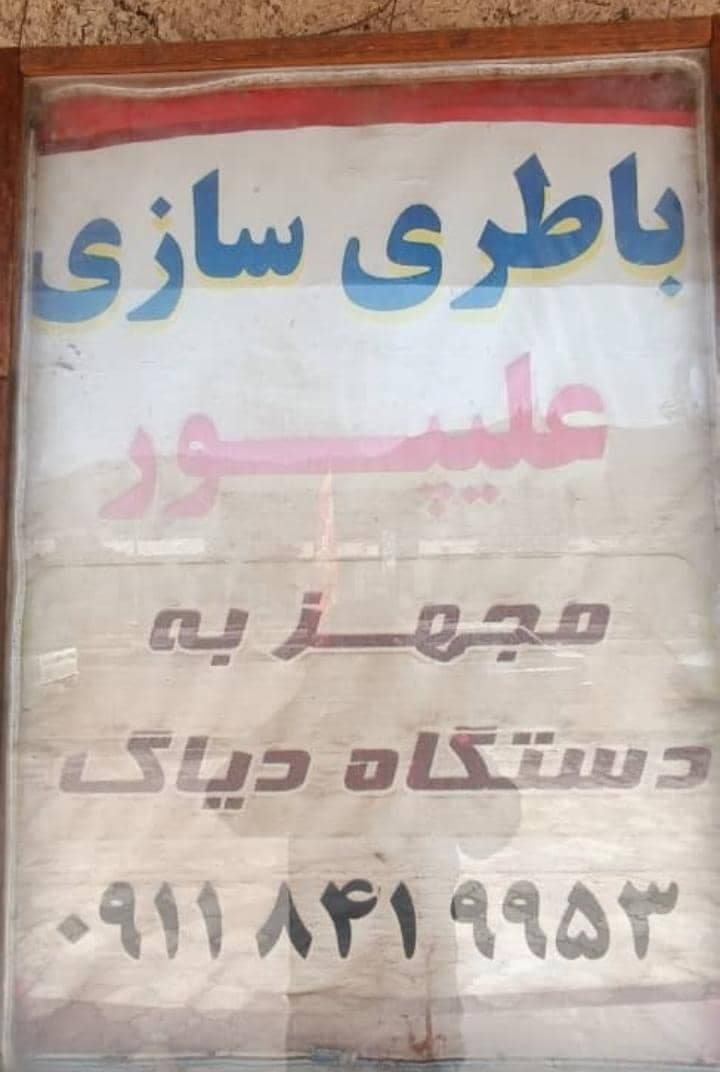 باطری سازی
علیپور
مجهز به
دستگاه دیاگ
۰۹۱۱ ۸۴۱ ۹۹۵۳